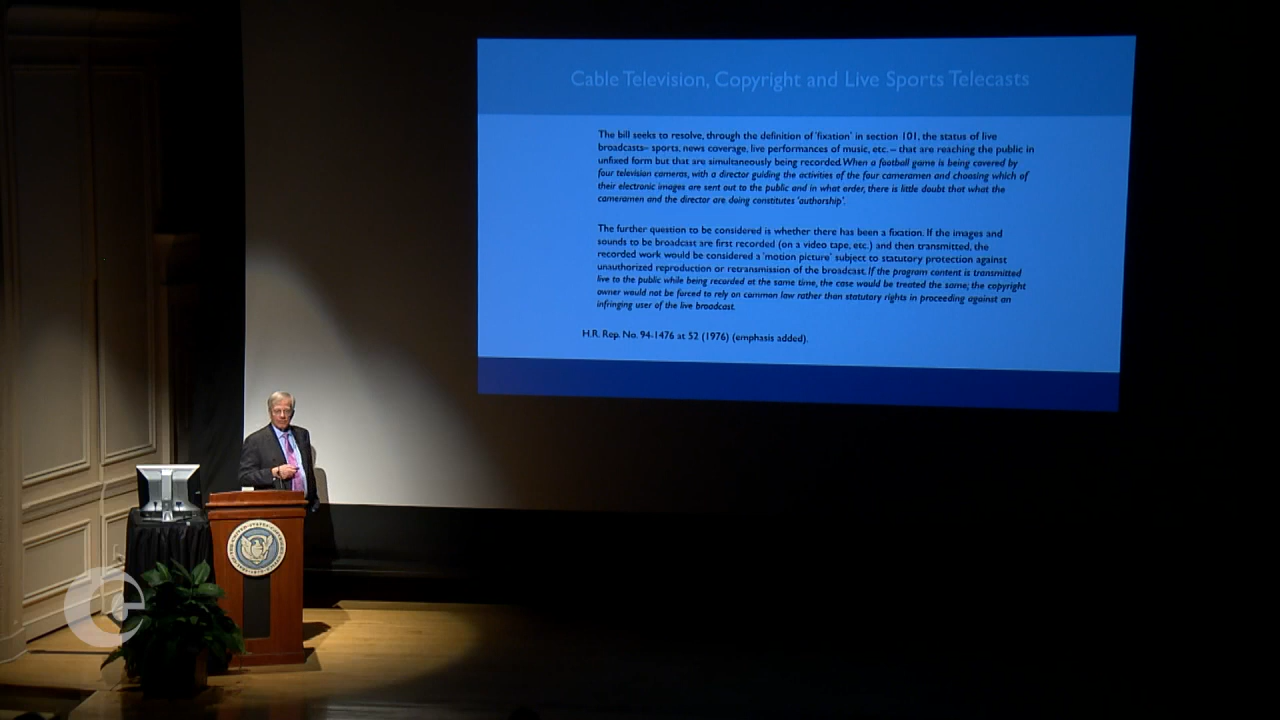 Cable Television, Copyright and Live Sports Telecasts
The bill seeks to resolve, through the definition of 'fixation' in section 101, the status of live
broadcasts– sports, news coverage, live performances of music, etc. – that are reaching the public in
unfixed form but that are simultaneously being recorded. When a football game is being covered by
four television cameras, with a director guiding the activities of the four cameramen and choosing which of
their electronic images are sent out to the public and in what order, there is little doubt that what the
cameramen and the director are doing constitutes 'authorship'.
The further question to be considered is whether there has been a fixation. If the images and
sounds to be broadcast are first recorded (on a video tape, etc.) and then transmitted, the
recorded work would be considered a 'motion picture' subject to statutory protection against
unauthorized reproduction or retransmission of the broadcast. If the program content is transmitted
live to the public while being recorded at the same time, the case would be treated the same; the copyright
owner would not be forced to rely on common law rather than statutory rights in proceeding against an
infringing user of the live broadcast.
H.R. Rep. No. 94-1476 at 52 (1976) (emphasis added).